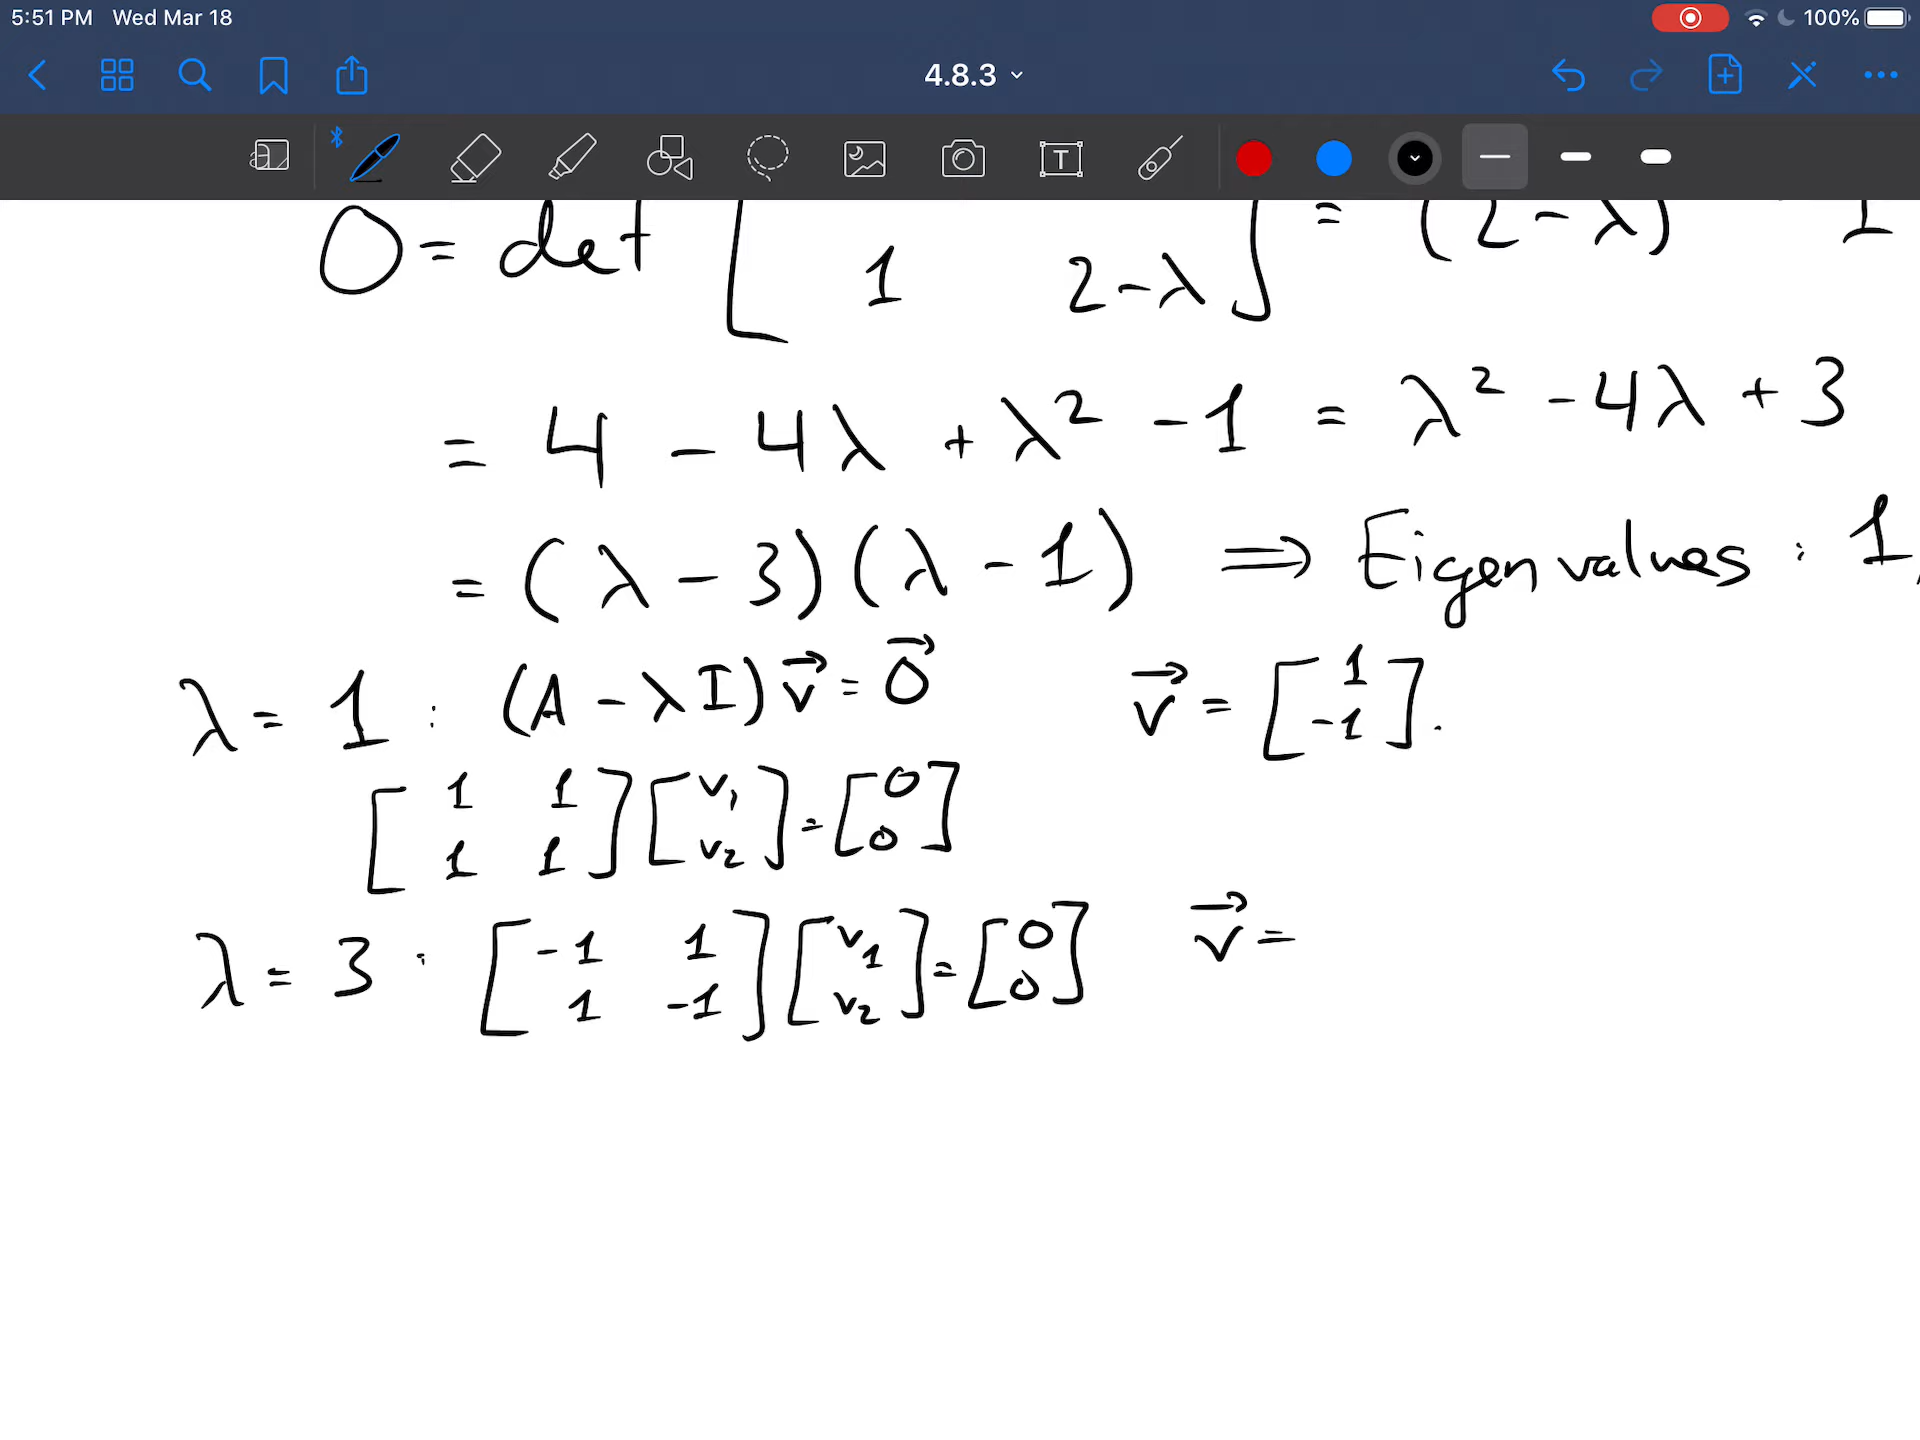 5:51 PM Wed Mar 18 100%
4.8.3
T
0 = det [ 1 2-λ ] = (2-λ) 1
= 4 - 4λ + λ² - 1 = λ² - 4λ + 3
= (λ - 3)(λ - 1) ⟹ Eigenvalues : 1,
λ = 1 : (A - λI)v⃗ = 0⃗ v⃗ = [1 -1].
[1 1 1 1][v₁ v₂] = [0 0]
λ = 3 : [-1 1 1 -1][v₁ v₂] = [0 0] v⃗ =